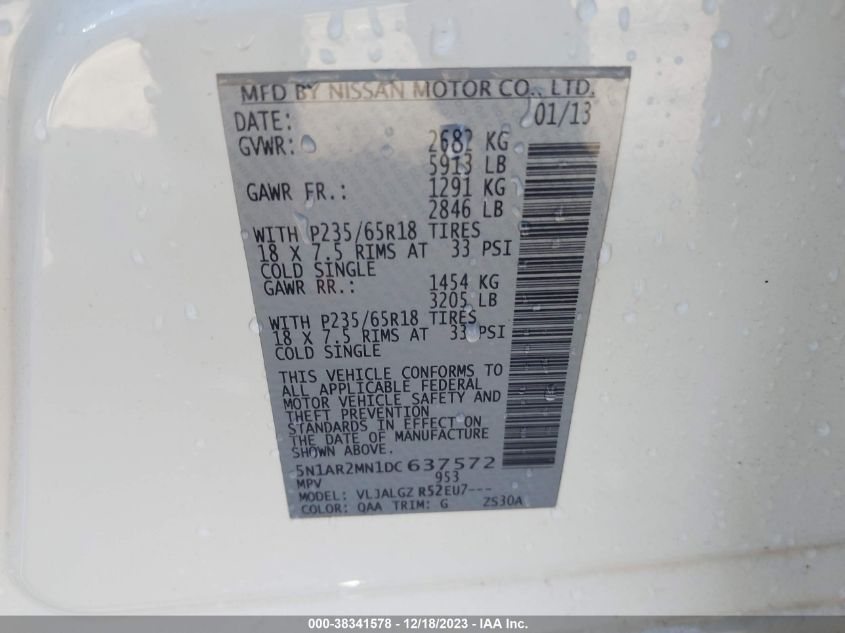 MFD BY NISSAN MOTOR CO., LTD.
DATE: 01/13
GVWR: 2682 KG
5913 LB
GAWR FR.: 1291 KG
2846 LB
WITH P235/65R18 TIRES
18 X 7.5 RIMS AT 33 PSI
COLD SINGLE
GAWR RR.: 1454 KG
3205 LB
WITH P235/65R18 TIRES
18 X 7.5 RIMS AT 33 PSI
COLD SINGLE
THIS VEHICLE CONFORMS TO
ALL APPLICABLE FEDERAL
MOTOR VEHICLE SAFETY AND
THEFT PREVENTION
STANDARDS IN EFFECT ON
THE DATE OF MANUFACTURE
SHOWN ABOVE.
5N1AR2MN1DC 637572
MPV 953
MODEL: VLJALGZ R52EU7---
COLOR: QAA TRIM: G ZS30A
000-38341578 - 12/18/2023 - IAA Inc.